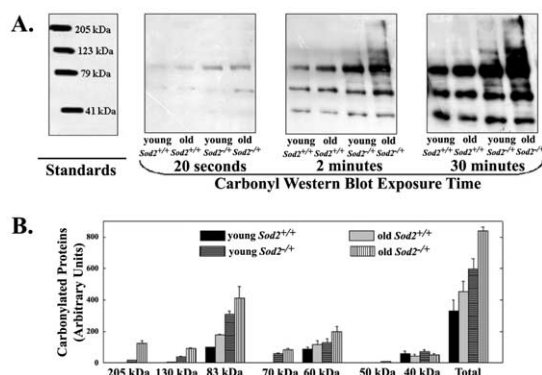 A.
205 kDa
123 kDa
79 kDa
41 kDa
young old young old
Sod2+/+ Sod2+/+ Sod2-/+ Sod2-/+
young old young old
Sod2+/+ Sod2+/+ Sod2-/+ Sod2-/+
young old young old
Sod2+/+ Sod2+/+ Sod2-/+ Sod2-/+
Standards
20 seconds 2 minutes 30 minutes
Carbonyl Western Blot Exposure Time
B.
Carbonylated Proteins
(Arbitrary Units)
800
600
400
200
0
young Sod2+/+ old Sod2+/+
young Sod2-/+ old Sod2-/+
205 kDa 130 kDa 83 kDa 70 kDa 60 kDa 50 kDa 40 kDa Total